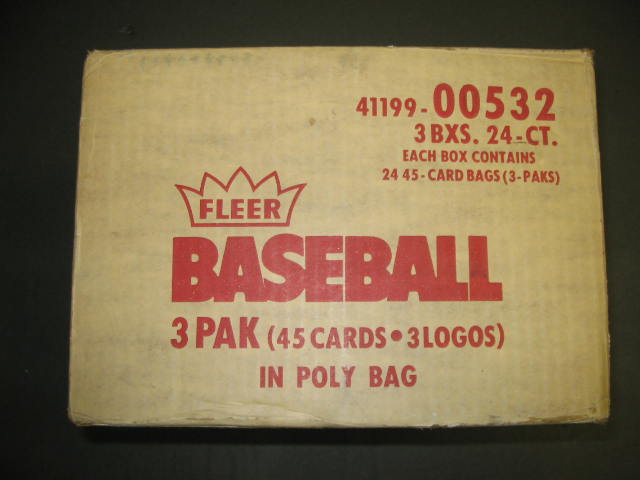 41199-00532
3 BXS. 24-CT.
EACH BOX CONTAINS
24 45-CARD BAGS (3-PAKS)
FLEER
BASEBALL
3 PAK (45 CARDS • 3 LOGOS)
IN POLY BAG